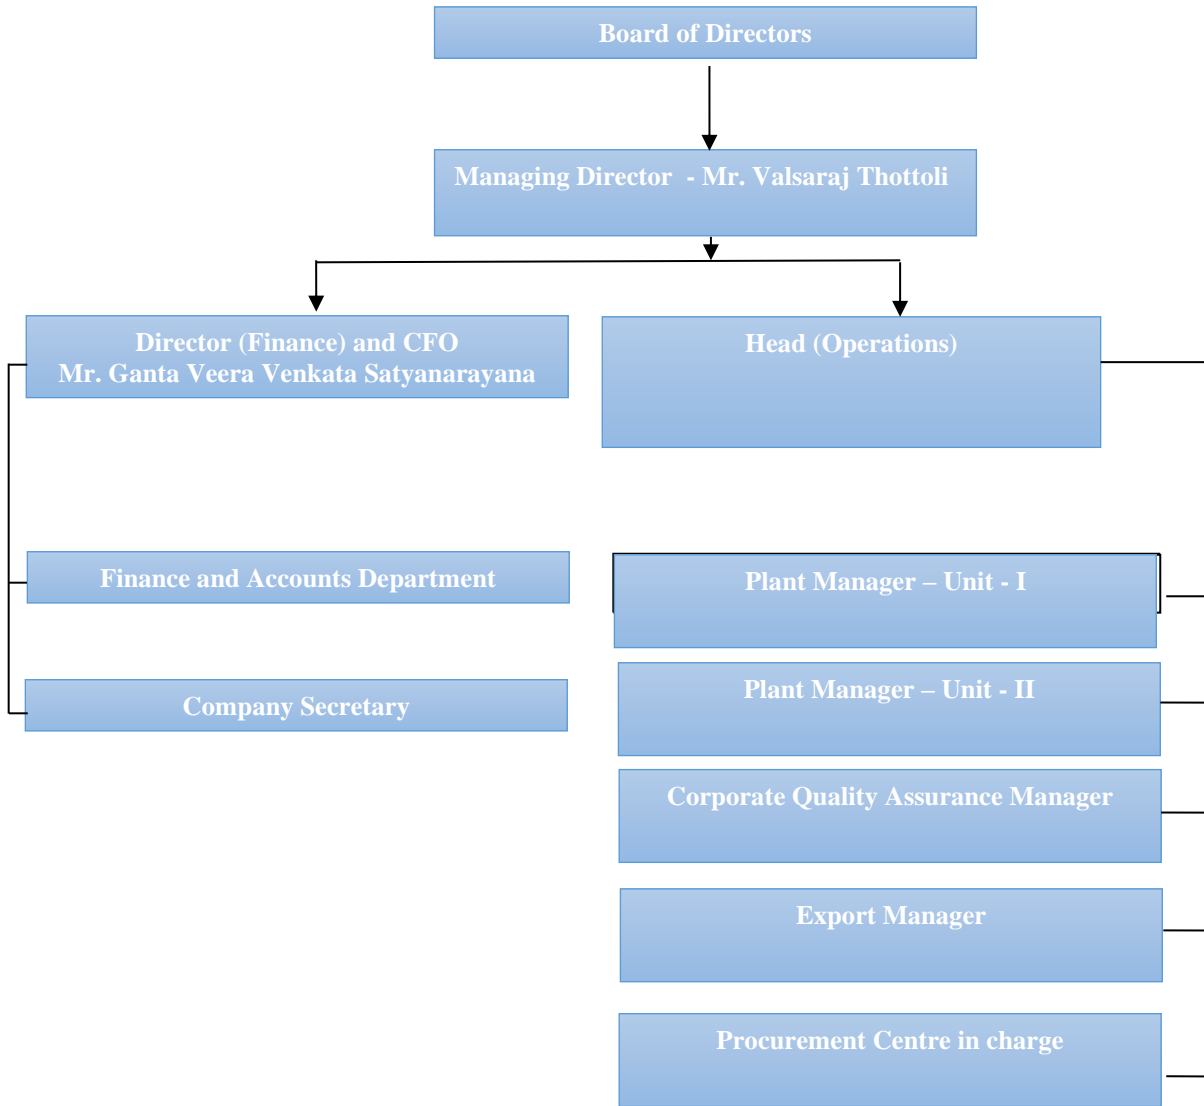 Board of Directors
Managing Director - Mr. Valsaraj Thottoli
Director (Finance) and CFO
Mr. Ganta Veera Venkata Satyanarayana
Head (Operations)
Finance and Accounts Department
Company Secretary
Plant Manager – Unit - I
Plant Manager – Unit - II
Corporate Quality Assurance Manager
Export Manager
Procurement Centre in charge